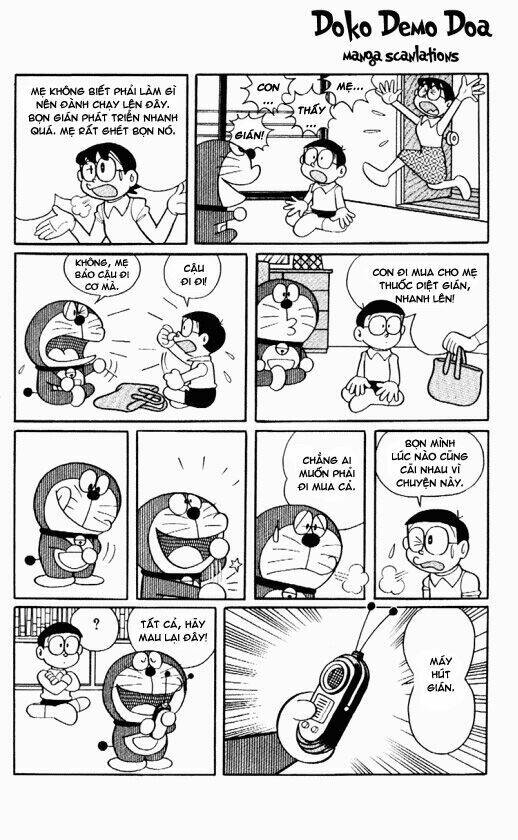 Doko Demo Doa
manga scanlations
CON
...
THẤY
...
MẸ...
GIÁN!
MẸ KHÔNG BIẾT PHẢI LÀM GÌ
NÊN ĐÀNH CHẠY LÊN ĐÂY.
BỌN GIÁN PHÁT TRIỂN NHANH
QUÁ. MẸ RẤT GHÉT BỌN NÓ.
CON ĐI MUA CHO MẸ
THUỐC DIỆT GIÁN,
NHANH LÊN!
CẬU
ĐI ĐI!
KHÔNG, MẸ
BẢO CẬU ĐI
CƠ MÀ.
BỌN MÌNH
LÚC NÀO CŨNG
CÃI NHAU VÌ
CHUYỆN NÀY.
CHẲNG AI
MUỐN PHẢI
ĐI MUA CẢ.
MÁY
HÚT
GIÁN.
TẤT CẢ, HÃY
MAU LẠI ĐÂY!
?